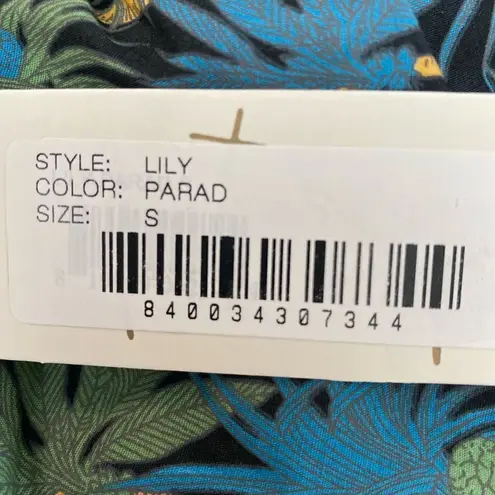 STYLE: LILY
COLOR: PARAD
SIZE: S
840034307344